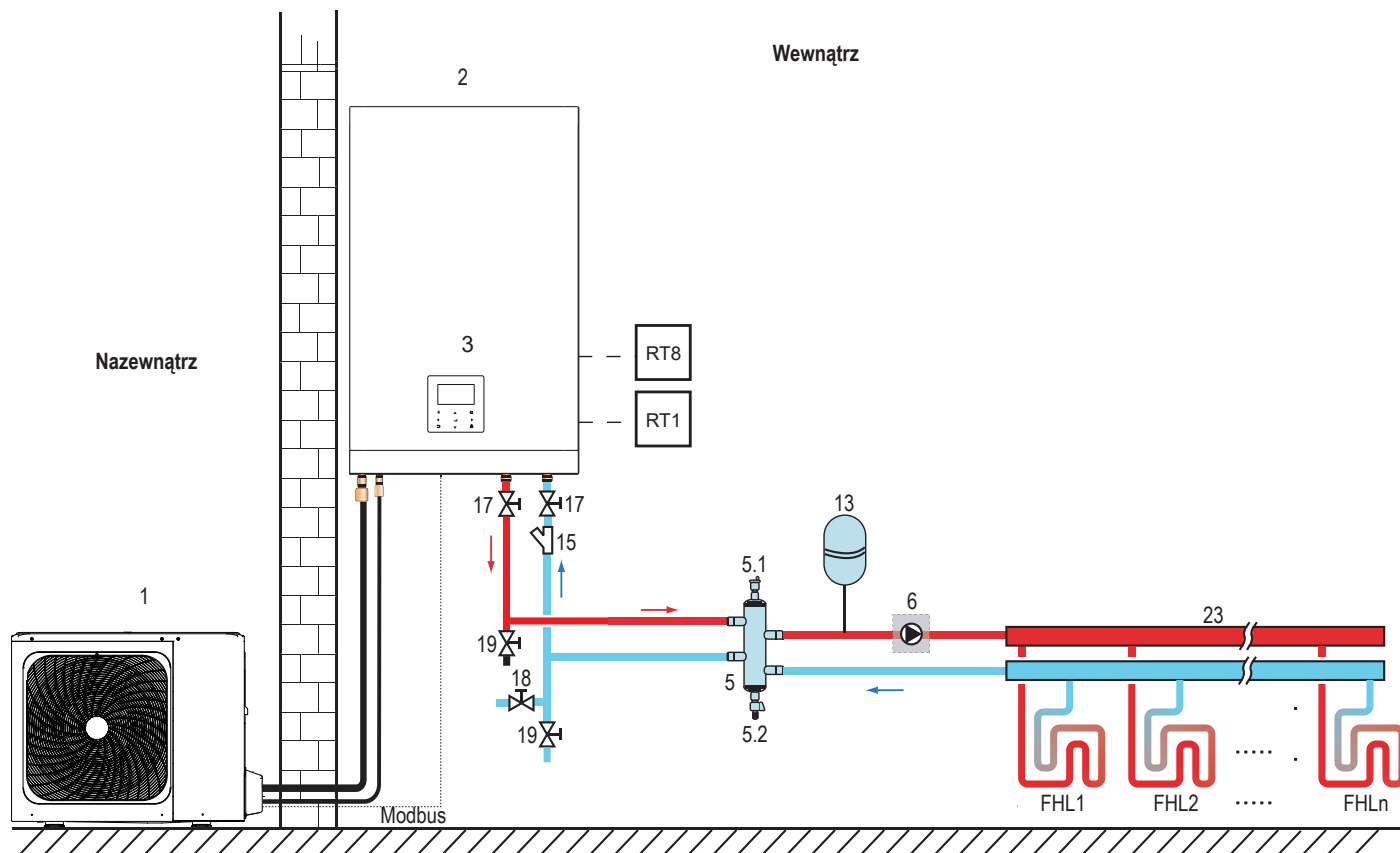 Wewnątrz
2
Nazewnątrz
3
RT8
RT1
17
17
15
13
1
5.1
6
23
19
18
5
19
5.2
FHL1
FHL2
.....
.....
FHLn
Modbus